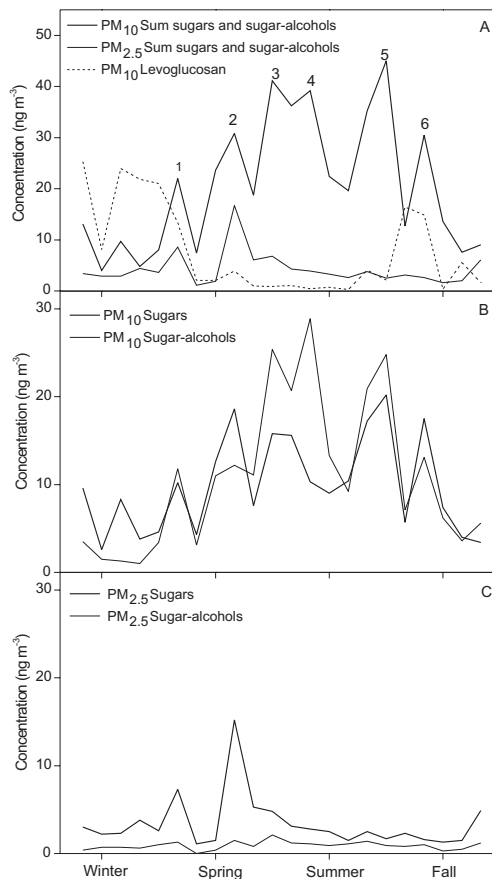 PM10 Sum sugars and sugar-alcohols
PM2.5 Sum sugars and sugar-alcohols
PM10 Levoglucosan
A
50
40
30
20
10
0
Concentration (ng m-3)
1
2
3
4
5
6
PM10 Sugars
PM10 Sugar-alcohols
B
30
20
10
0
Concentration (ng m-3)
PM2.5 Sugars
PM2.5 Sugar-alcohols
C
30
20
10
0
Concentration (ng m-3)
Winter Spring Summer Fall